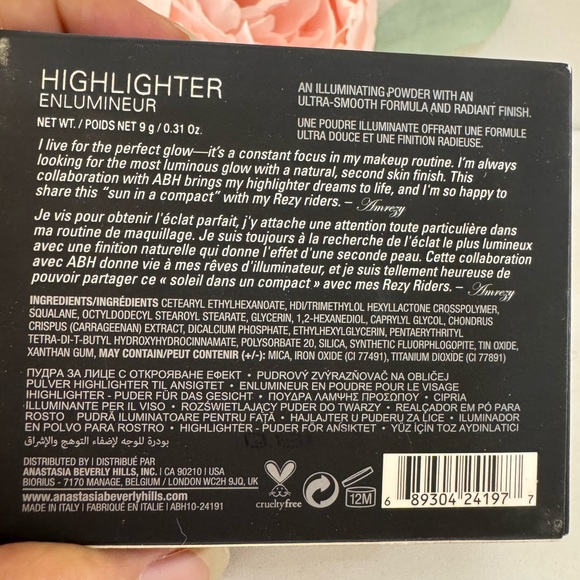 HIGHLIGHTER
ENLUMINEUR
NET WT. / POIDS NET 9 g / 0.31 Oz.
AN ILLUMINATING POWDER WITH AN
ULTRA-SMOOTH FORMULA AND RADIANT FINISH.
UNE POUDRE ILLUMINANTE OFFRANT UNE FORMULE
ULTRA DOUCE ET UNE FINITION RADIEUSE.
I live for the perfect glow—it's a constant focus in my makeup routine. I'm always
looking for the most luminous glow with a natural, second skin finish. This
collaboration with ABH brings my highlighter dreams to life, and I'm so happy to
share this “sun in a compact” with my Rezy riders. – Amrezy
Je vis pour obtenir l'éclat parfait, j'y attache une attention toute particulière dans
ma routine de maquillage. Je suis toujours à la recherche de l'éclat le plus lumineux
avec une finition naturelle qui donne l'effet d'une seconde peau. Cette collaboration
avec ABH donne vie à mes rêves d'illuminateur, et je suis tellement heureuse de
pouvoir partager ce « soleil dans un compact » avec mes Rezy Riders. – Amrezy
INGREDIENTS/INGRÉDIENTS CETEARYL ETHYLHEXANOATE, HDI/TRIMETHYLOL HEXYLLACTONE CROSSPOLYMER,
SQUALANE, OCTYLDODECYL STEAROYL STEARATE, GLYCERIN, 1,2-HEXANEDIOL, CAPRYLYL GLYCOL, CHONDRUS
CRISPUS (CARRAGEENAN) EXTRACT, DICALCIUM PHOSPHATE, ETHYLHEXYLGLYCERIN, PENTAERYTHRITYL
TETRA-DI-T-BUTYL HYDROXYHYDROCINNAMATE, POLYSORBATE 20, SILICA, SYNTHETIC FLUORPHLOGOPITE, TIN OXIDE,
XANTHAN GUM, MAY CONTAIN/PEUT CONTENIR (+/-): MICA, IRON OXIDE (CI 77491), TITANIUM DIOXIDE (CI 77891)
ПУДРА ЗА ЛИЦЕ С ОТКРОЯВАНЕ ЕФЕКТ • PUDROVÝ ZVÝRAZŇOVAČ NA OBLIČEJ
PULVER HIGHLIGHTER TIL ANSIGTET • ENLUMINEUR EN POUDRE POUR LE VISAGE
IHIGHLIGHTER - PUDER FÜR DAS GESICHT • ΠΟΥΔΡΑ ΛΑΜΨΗΣ ΠΡΟΣΩΠΟΥ • CIPRIA
ILLUMINANTE PER IL VISO • ROZŚWIETLAJĄCY PUDER DO TWARZY • REALÇADOR EM PÓ PARA
ROSTO PUDRĂ ILUMINATOARE PENTRU FAȚĂ • HAJLAJTER U PUDERU ZA LICE • ILUMINADOR
EN POLVO PARA ROSTRO • HIGHLIGHTER - PUDER FÖR ANSIKTET • YÜZ İÇİN TOZ AYDINLATICI
بودرة للوجه لإضفاء التوهج والإشراق
DISTRIBUTED BY | DISTRIBUÉ PAR
ANASTASIA BEVERLY HILLS, INC. | CA 90210 | USA
BIORIUS - 7170 MANAGE, BELGIUM / LONDON WC2H 9JQ, UK
www.anastasiabeverlyhills.com
MADE IN ITALY | FABRIQUÉ EN ITALIE | ABH10-24191
crueltyfree
12M
6 89304 24197 7